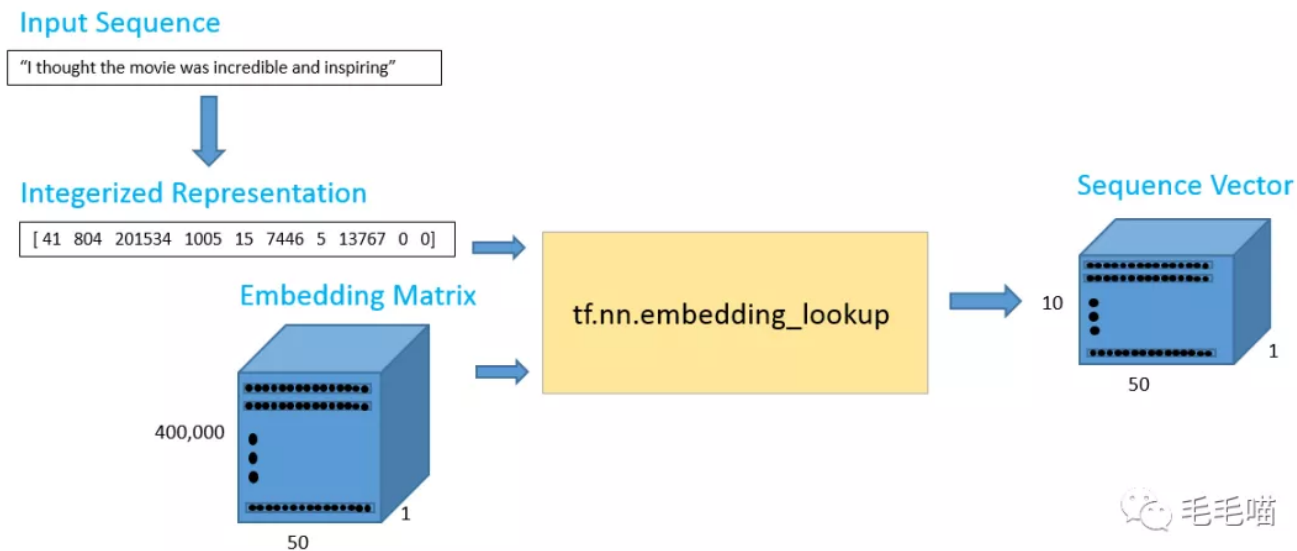 Input Sequence
“I thought the movie was incredible and inspiring”
Integerized Representation
[ 41 804 201534 1005 15 7446 5 13767 0 0]
Embedding Matrix
400,000
50
1
tf.nn.embedding_lookup
Sequence Vector
10
50
1
毛毛喵